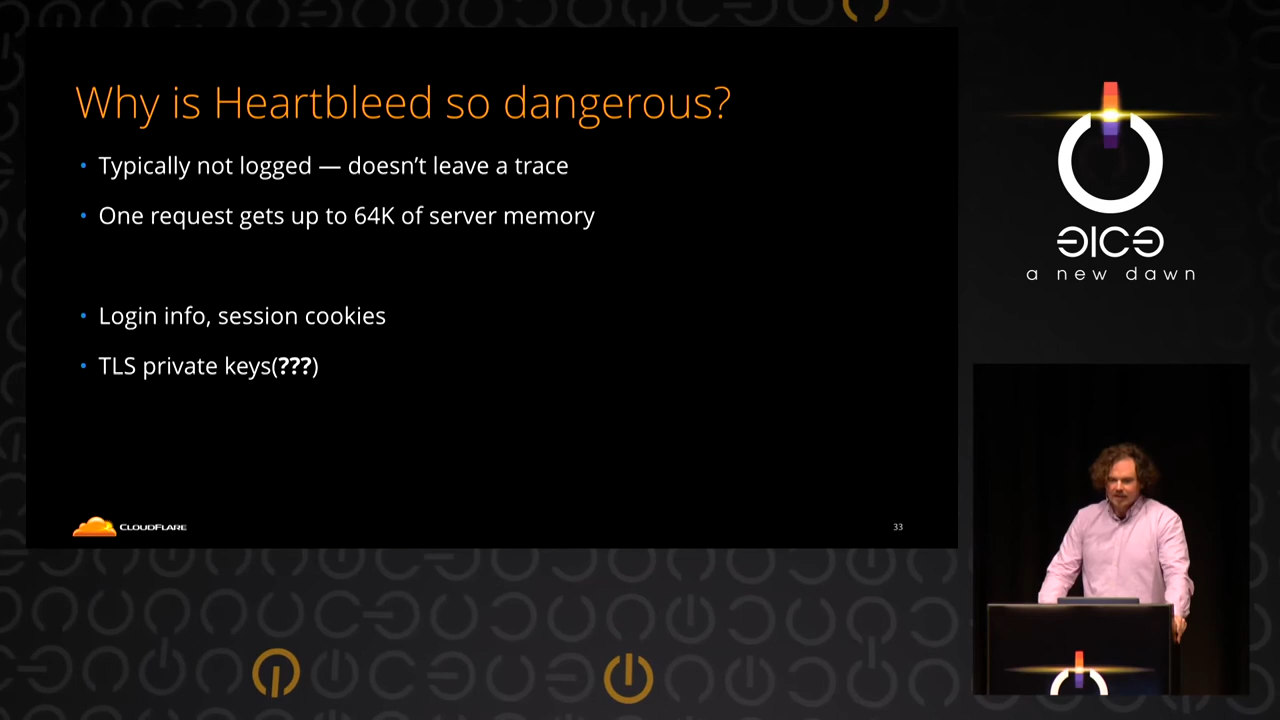 Why is Heartbleed so dangerous?
• Typically not logged — doesn’t leave a trace
• One request gets up to 64K of server memory
• Login info, session cookies
• TLS private keys(???)
CLOUDFLARE
33
ƏICƏ
a new dawn